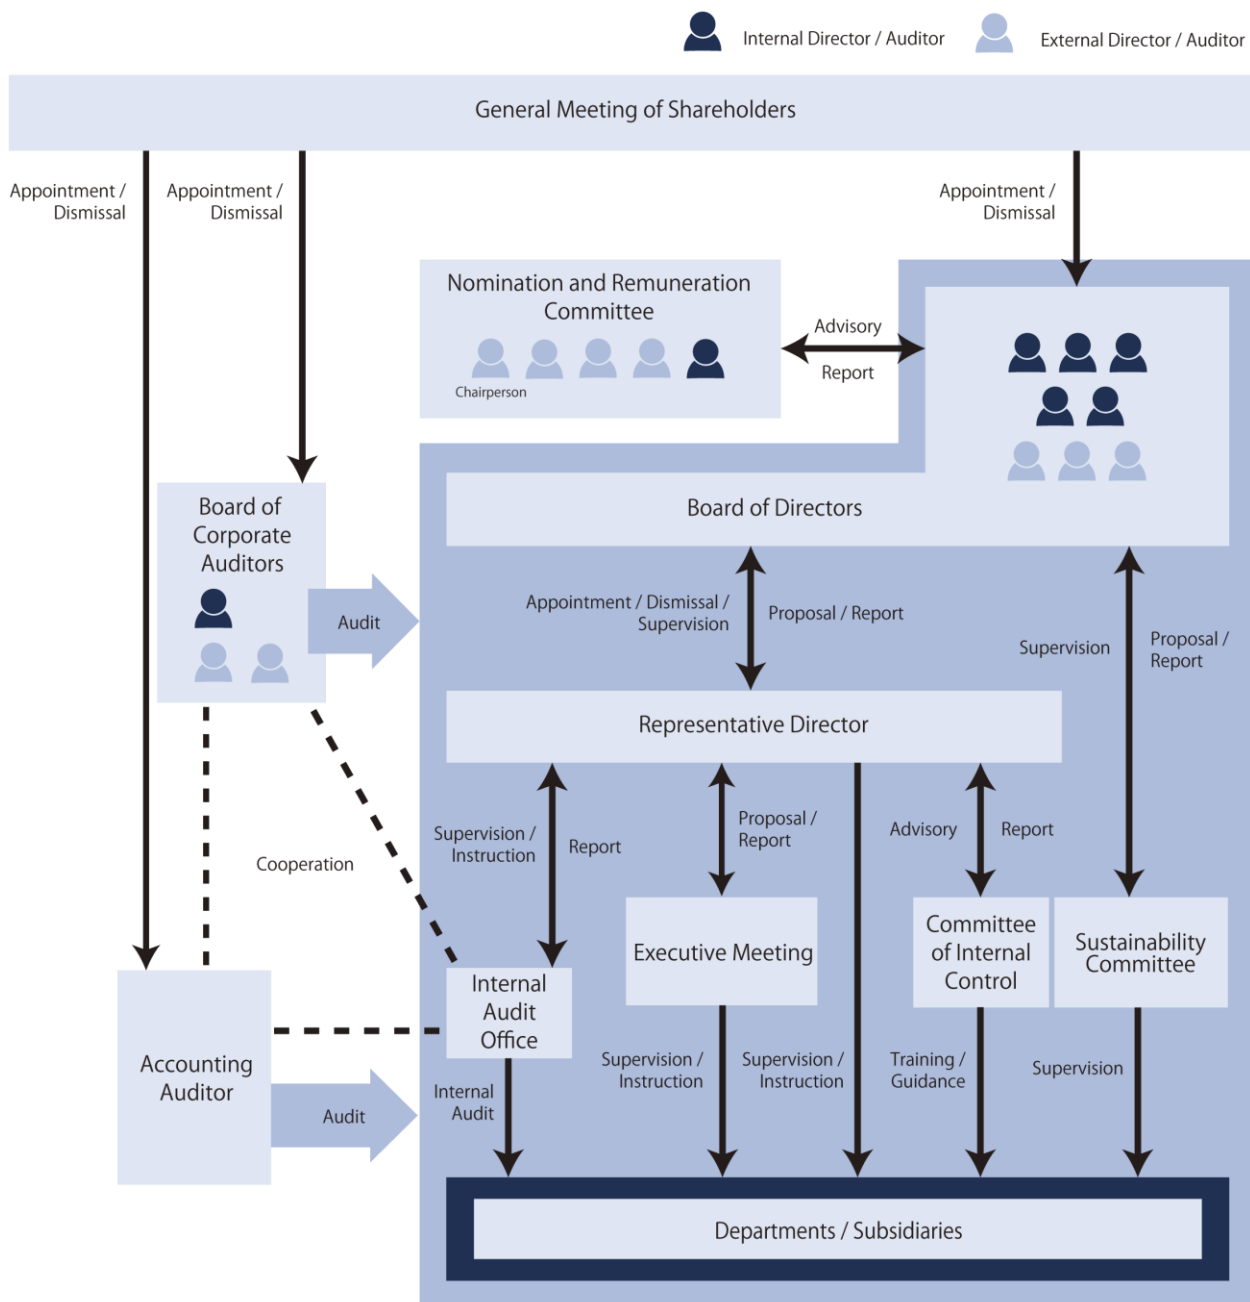 Internal Director / Auditor
External Director / Auditor
General Meeting of Shareholders
Appointment /
Dismissal
Appointment /
Dismissal
Appointment /
Dismissal
Nomination and Remuneration
Committee
Chairperson
Advisory
Report
Board of Directors
Board of
Corporate
Auditors
Audit
Appointment / Dismissal /
Supervision
Proposal / Report
Supervision
Proposal /
Report
Representative Director
Cooperation
Supervision /
Instruction
Report
Proposal /
Report
Advisory
Report
Executive Meeting
Committee
of Internal
Control
Sustainability
Committee
Internal
Audit
Office
Accounting
Auditor
Audit
Internal
Audit
Supervision /
Instruction
Supervision /
Instruction
Training /
Guidance
Supervision
Departments / Subsidiaries